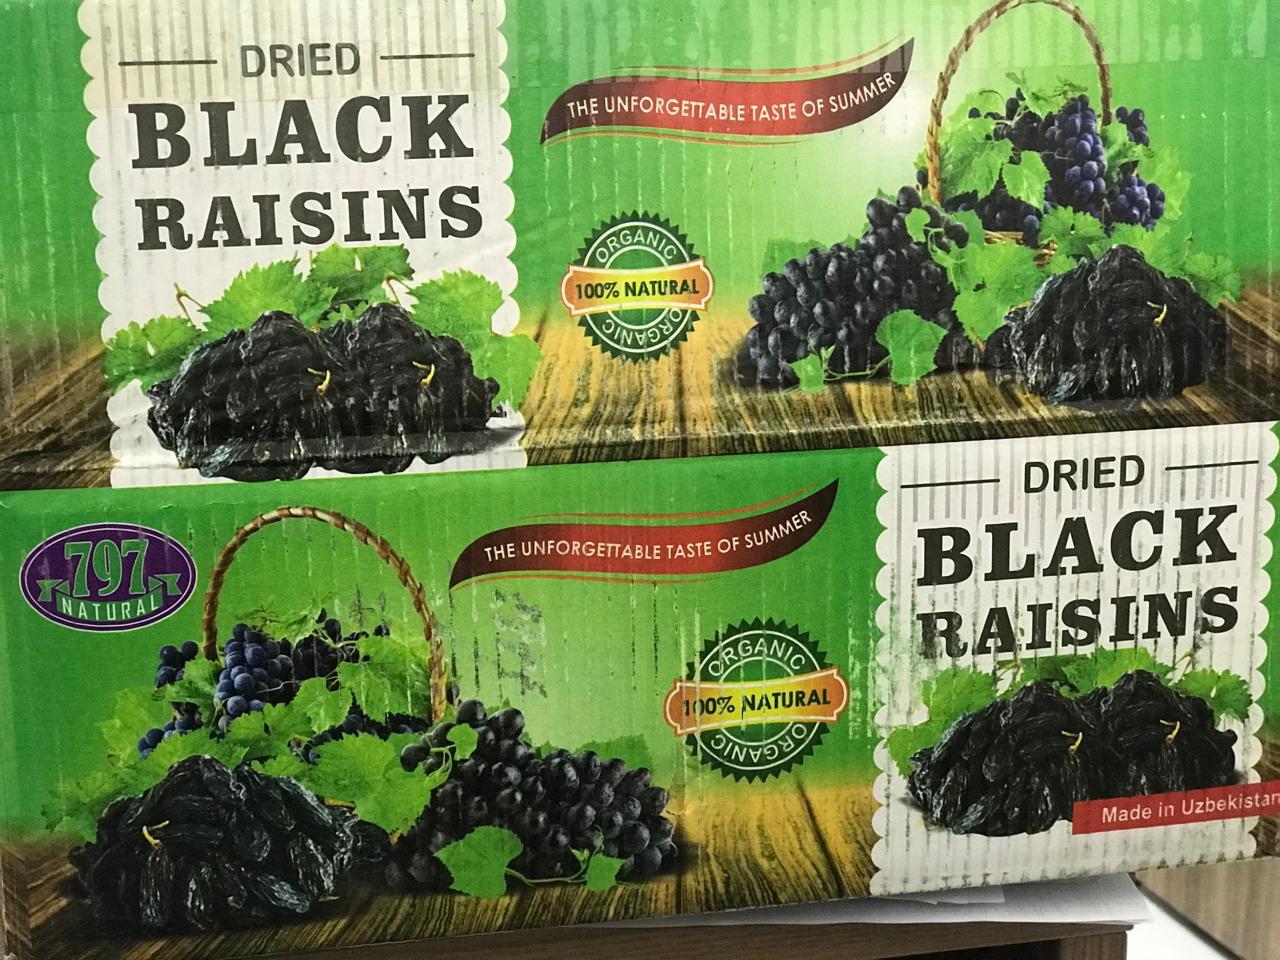 DRIED
BLACK
RAISINS
THE UNFORGETTABLE TASTE OF SUMMER
ORGANIC
100% NATURAL
ORGANIC
797
NATURAL
THE UNFORGETTABLE TASTE OF SUMMER
ORGANIC
100% NATURAL
ORGANIC
DRIED
BLACK
RAISINS
Made in Uzbekistan